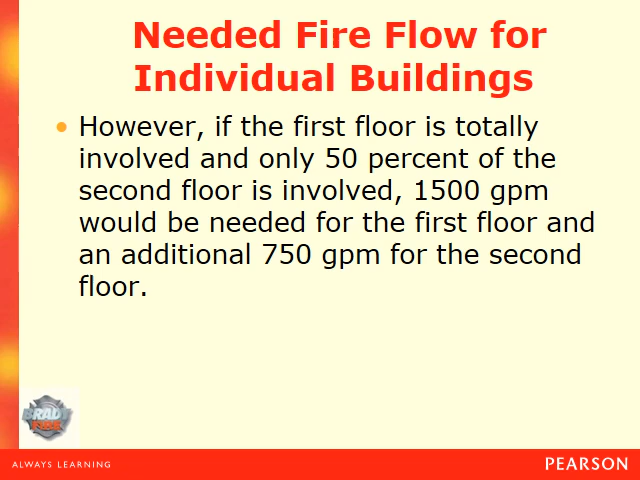 Needed Fire Flow for
Individual Buildings
• However, if the first floor is totally
involved and only 50 percent of the
second floor is involved, 1500 gpm
would be needed for the first floor and
an additional 750 gpm for the second
floor.
BRADY
FIRE
ALWAYS LEARNING
PEARSON